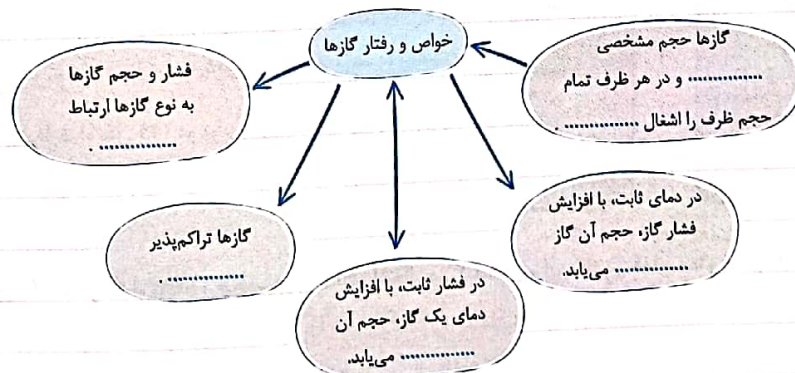 خواص و رفتار گازها
گازها حجم مشخصی
............... و در هر ظرف تمام
حجم ظرف را اشغال ............... .
در دمای ثابت، با افزایش
فشار گاز، حجم آن گاز
............... می‌یابد.
در فشار ثابت، با افزایش
دمای یک گاز، حجم آن
............... می‌یابد.
گازها تراکم‌پذیر
............... .
فشار و حجم گازها
به نوع گازها ارتباط
............... .